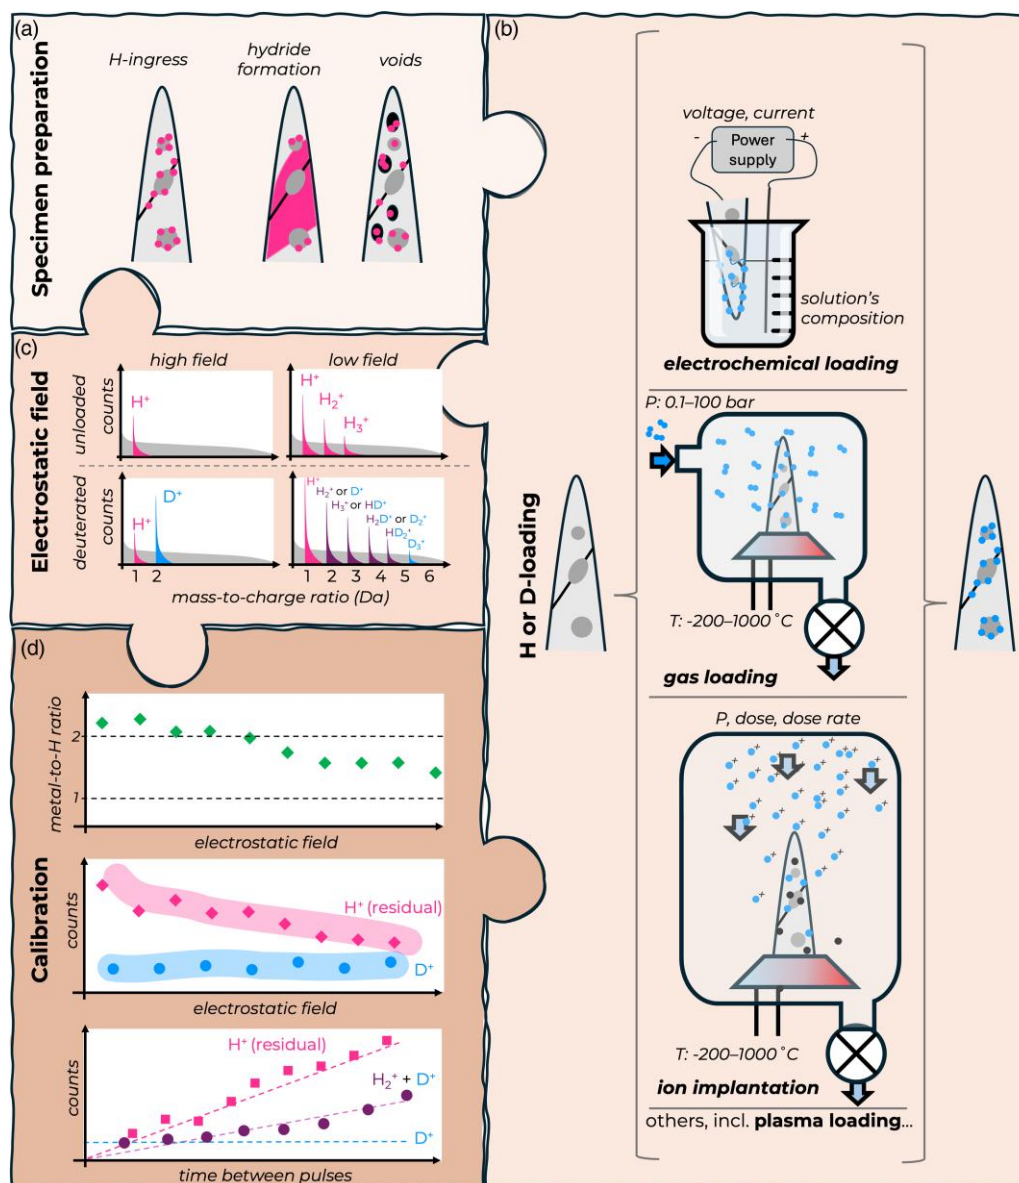 (a)
Specimen preparation
H-ingress
hydride
formation
voids
(b)
H or D-loading
voltage, current
- +
Power
supply
solution's
composition
electrochemical loading
P: 0.1–100 bar
T: -200–1000 °C
gas loading
P, dose, dose rate
+ + + + + + + + + + + + + + + + + + + + + + + +
T: -200–1000 °C
ion implantation
others, incl. plasma loading...
(c)
Electrostatic field
high field
low field
unloaded
counts
H⁺
H⁺
H₂⁺
H₃⁺
deuterated
counts
H⁺
D⁺
H⁺
H₂⁺ or D⁺
H₃⁺ or HD⁺
H₂D⁺ or D₂⁺
HD₂⁺
D₃⁺
1 2
1 2 3 4 5 6
mass-to-charge ratio (Da)
(d)
Calibration
metal-to-H ratio
2
1
electrostatic field
counts
H⁺ (residual)
D⁺
electrostatic field
counts
H⁺ (residual)
H₂⁺ + D⁺
D⁺
time between pulses